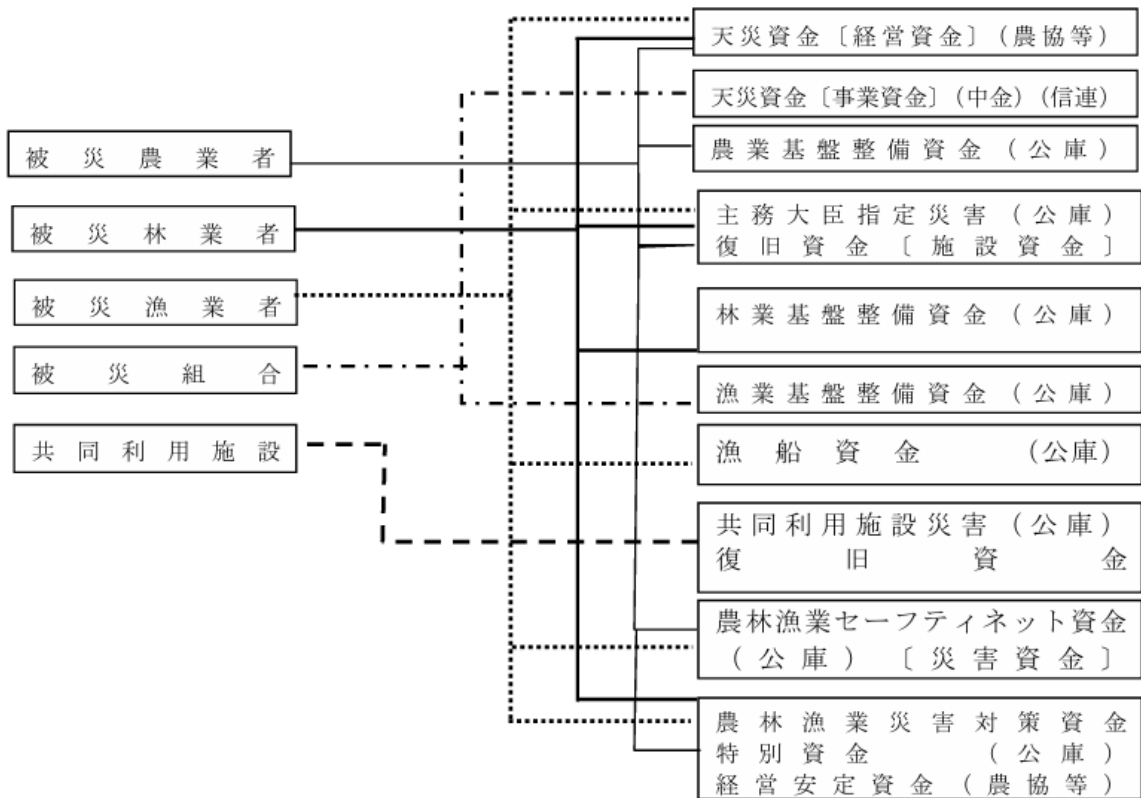 被災農業者
被災林業者
被災漁業者
被災組合
共同利用施設
天災資金〔経営資金〕(農協等)
天災資金〔事業資金〕(中金)(信連)
農業基盤整備資金(公庫)
主務大臣指定災害(公庫)
復旧資金〔施設資金〕
林業基盤整備資金(公庫)
漁業基盤整備資金(公庫)
漁船資金(公庫)
共同利用施設災害(公庫)
復旧資金
農林漁業セーフティネット資金
(公庫)〔災害資金〕
農林漁業災害対策資金
特別資金(公庫)
経営安定資金(農協等)